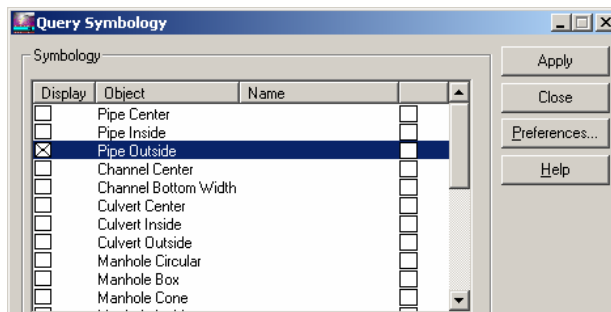 Query Symbology
Symbology
Apply
Close
Preferences...
Help
Display Object Name
Pipe Center
Pipe Inside
Pipe Outside
Channel Center
Channel Bottom Width
Culvert Center
Culvert Inside
Culvert Outside
Manhole Circular
Manhole Box
Manhole Cone